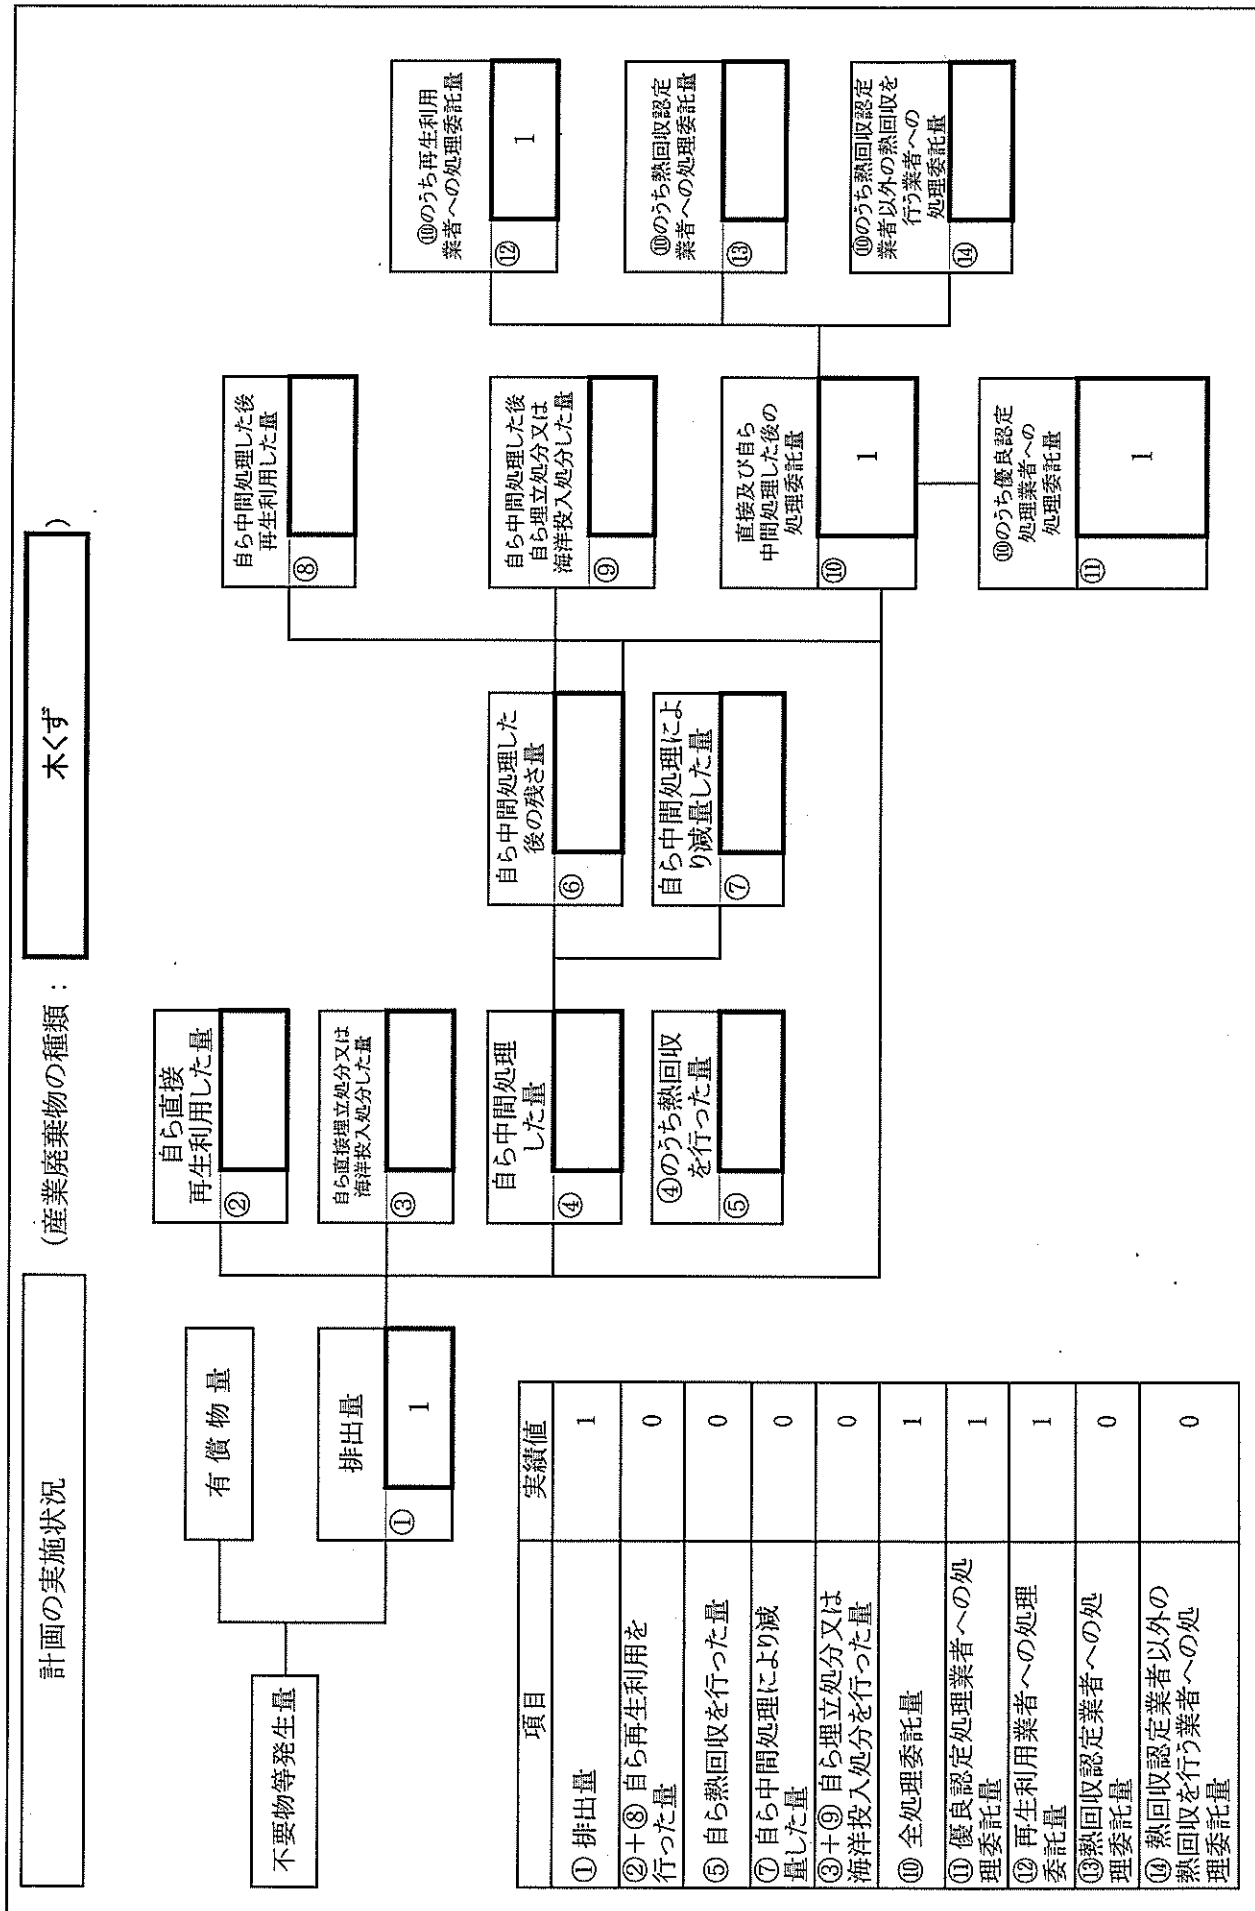 計画の実施状況
(産業廃棄物の種類：
木くず
)
不要物等発生量
有償物量
排出量
①
1
自ら直接
再生利用した量
②
自ら直接埋立処分又は
海洋投入処分した量
③
自ら中間処理
した量
④
④のうち熱回収
を行った量
⑤
自ら中間処理した
後の残さ量
⑥
自ら中間処理によ
り減量した量
⑦
自ら中間処理した後
再生利用した量
⑧
自ら中間処理した後
自ら埋立処分又は
海洋投入処分した量
⑨
直接及び自ら
中間処理した後の
処理委託量
⑩
1
⑩のうち優良認定
処理業者への
処理委託量
⑪
1
⑩のうち再生利用
業者への処理委託量
⑫
1
⑩のうち熱回収認定
業者への処理委託量
⑬
⑩のうち熱回収認定
業者以外の熱回収を
行う業者への
処理委託量
⑭
項目 実績値
① 排出量 1
②＋⑧ 自ら再生利用を
行った量 0
⑤ 自ら熱回収を行った量 0
⑦ 自ら中間処理により減
量した量 0
③＋⑨ 自ら埋立処分又は
海洋投入処分を行った量 0
⑩ 全処理委託量 1
⑪ 優良認定処理業者への処
理委託量 1
⑫ 再生利用業者への処理
委託量 1
⑬熱回収認定業者への処
理委託量 0
⑭ 熱回収認定業者以外の
熱回収を行う業者への処
理委託量 0